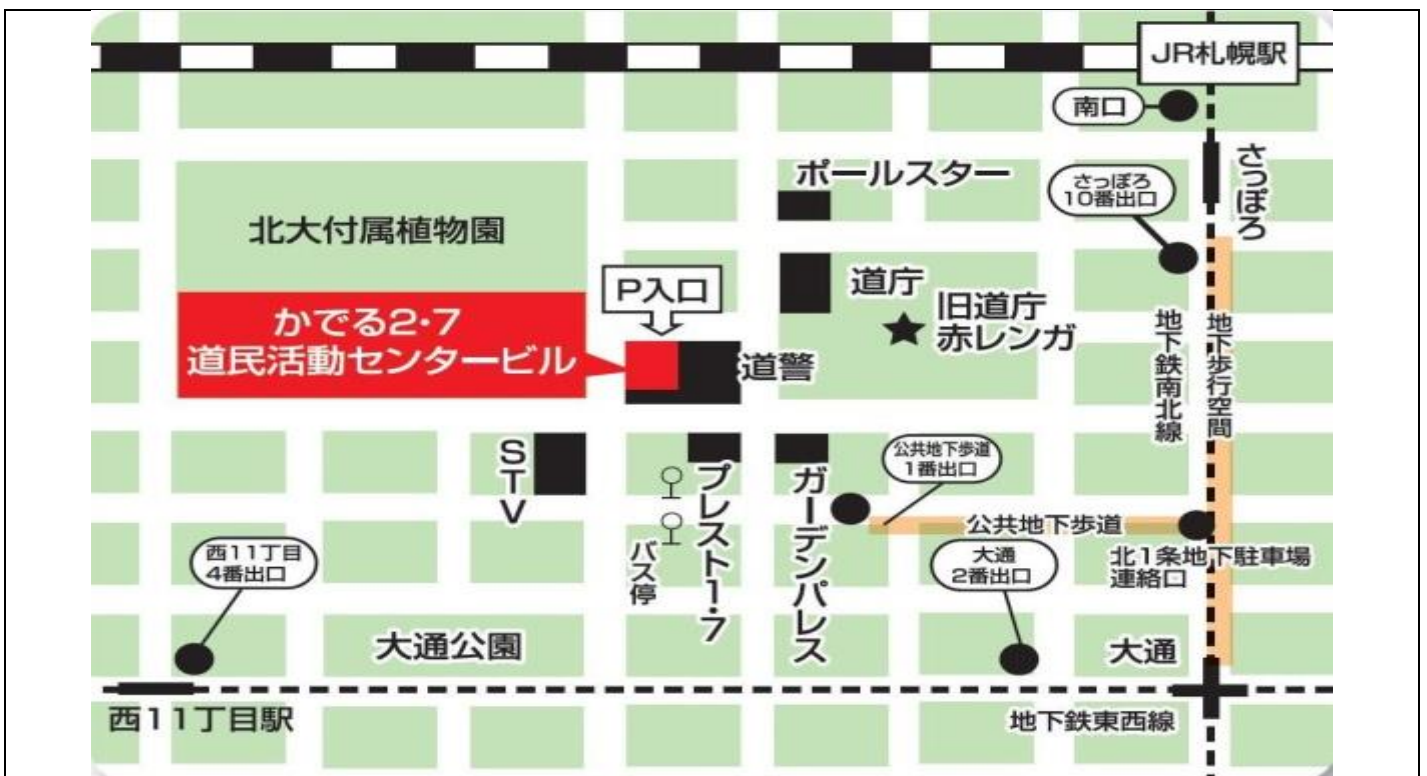 JR札幌駅
南口
さっぽろ
ポールスター
さっぽろ
10番出口
北大付属植物園
P入口
道庁
旧道庁
赤レンガ
かでる2・7
道民活動センタービル
道警
地下鉄南北線
地下歩行空間
STV
プレスト1・7
ガーデンパレス
公共地下歩道
1番出口
公共地下歩道
バス停
西11丁目
4番出口
大通
2番出口
北1条地下駐車場
連絡口
大通公園
大通
西11丁目駅
地下鉄東西線